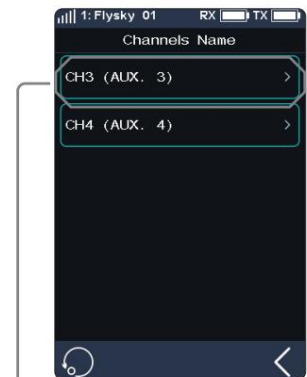 1: Flysky 01 RX TX
Channels Name
CH3 (AUX. 3)
CH4 (AUX. 4)